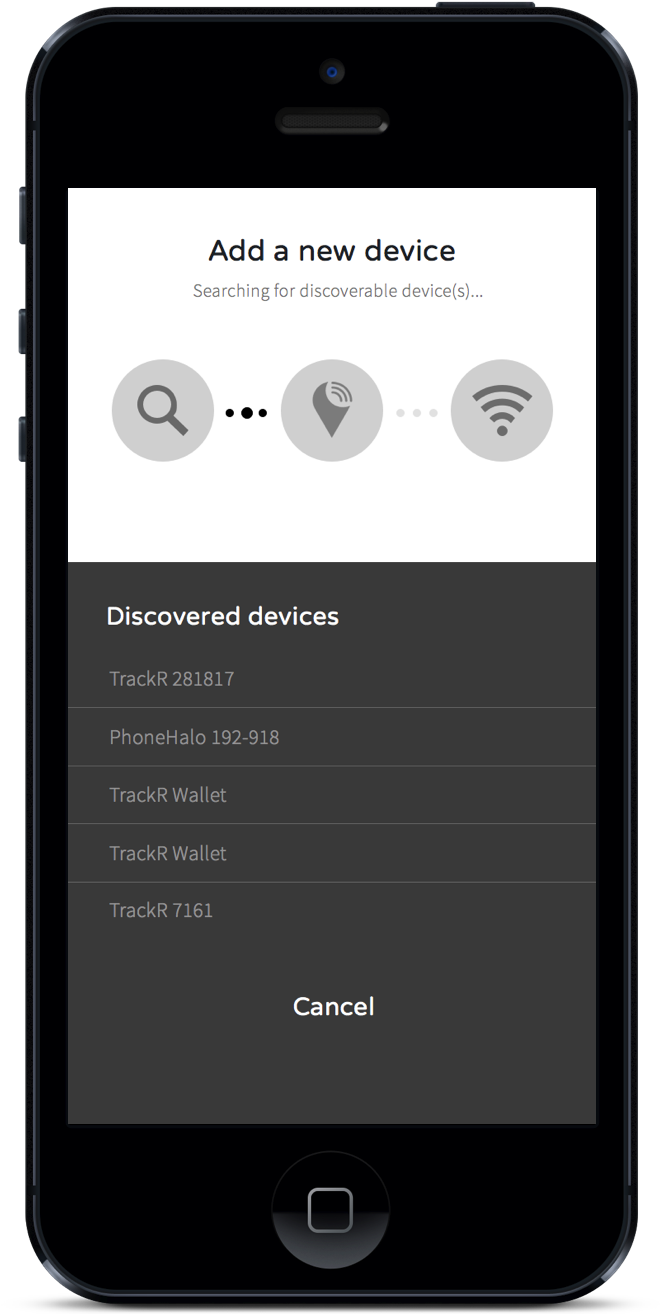 Add a new device
Searching for discoverable device(s)...
Discovered devices
TrackR 281817
PhoneHalo 192-918
TrackR Wallet
TrackR Wallet
TrackR 7161
Cancel